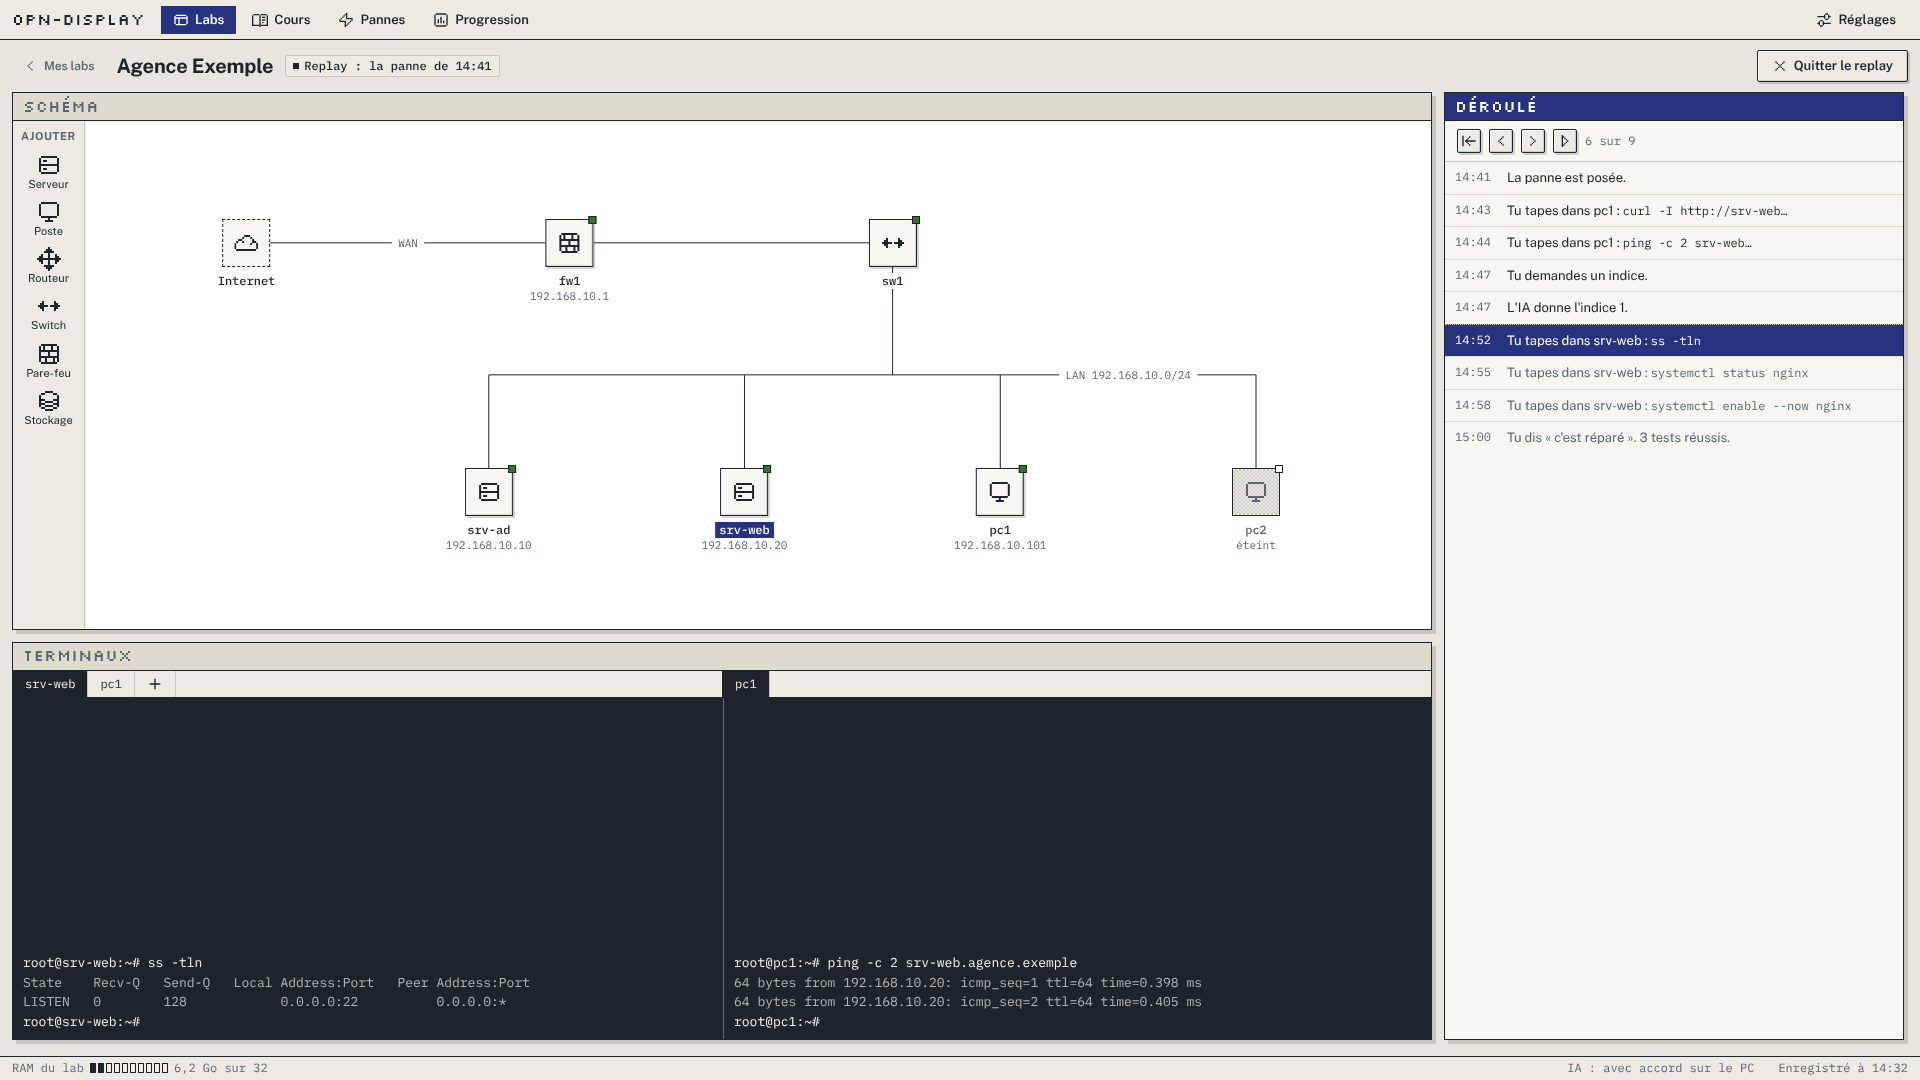 OPN-DISPLAY
Labs
Cours
Pannes
Progression
Réglages
Mes labs
Agence Exemple
Replay : la panne de 14:41
Quitter le replay
SCHÉMA
AJOUTER
Serveur
Poste
Routeur
Switch
Pare-feu
Stockage
WAN
Internet
fw1
192.168.10.1
sw1
LAN 192.168.10.0/24
srv-ad
192.168.10.10
srv-web
192.168.10.20
pc1
192.168.10.101
pc2
éteint
DÉROULÉ
6 sur 9
14:41 La panne est posée.
14:43 Tu tapes dans pc1 : curl -I http://srv-web…
14:44 Tu tapes dans pc1 : ping -c 2 srv-web…
14:47 Tu demandes un indice.
14:47 L'IA donne l'indice 1.
14:52 Tu tapes dans srv-web : ss -tln
14:55 Tu tapes dans srv-web : systemctl status nginx
14:58 Tu tapes dans srv-web : systemctl enable --now nginx
15:00 Tu dis « c'est réparé ». 3 tests réussis.
TERMINAUX
srv-web
pc1
root@srv-web:~# ss -tln
State    Recv-Q   Send-Q   Local Address:Port   Peer Address:Port
LISTEN   0        128            0.0.0.0:22          0.0.0.0:*
root@srv-web:~#
pc1
root@pc1:~# ping -c 2 srv-web.agence.exemple
64 bytes from 192.168.10.20: icmp_seq=1 ttl=64 time=0.398 ms
64 bytes from 192.168.10.20: icmp_seq=2 ttl=64 time=0.405 ms
root@pc1:~#
RAM du lab 6,2 Go sur 32
IA : avec accord sur le PC
Enregistré à 14:32